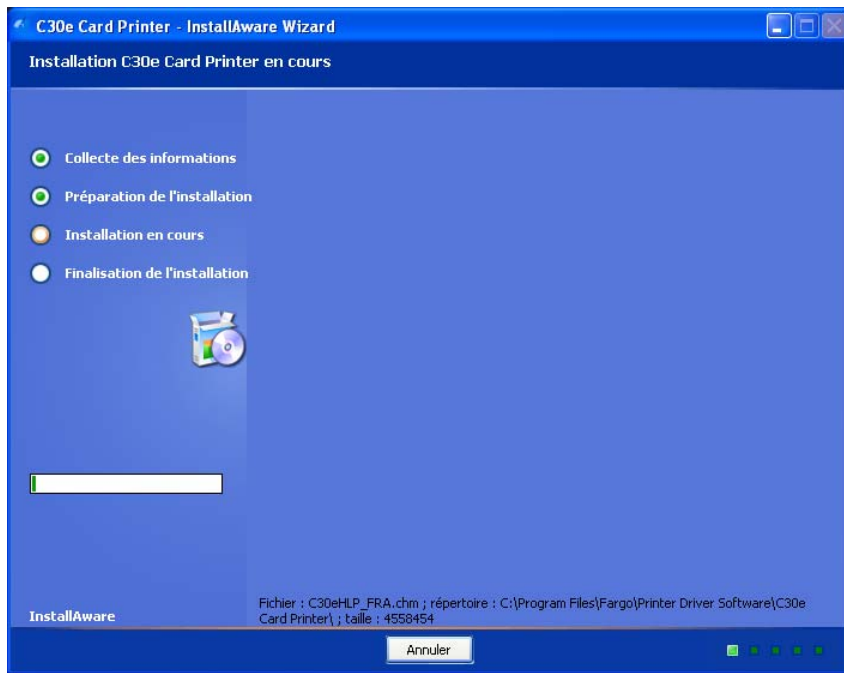 C30e Card Printer - InstallAware Wizard
Installation C30e Card Printer en cours
Collecte des informations
Préparation de l'installation
Installation en cours
Finalisation de l'installation
Fichier : C30eHLP_FRA.chm ; répertoire : C:\Program Files\Fargo\Printer Driver Software\C30e
Card Printer\ ; taille : 4558454
InstallAware
Annuler